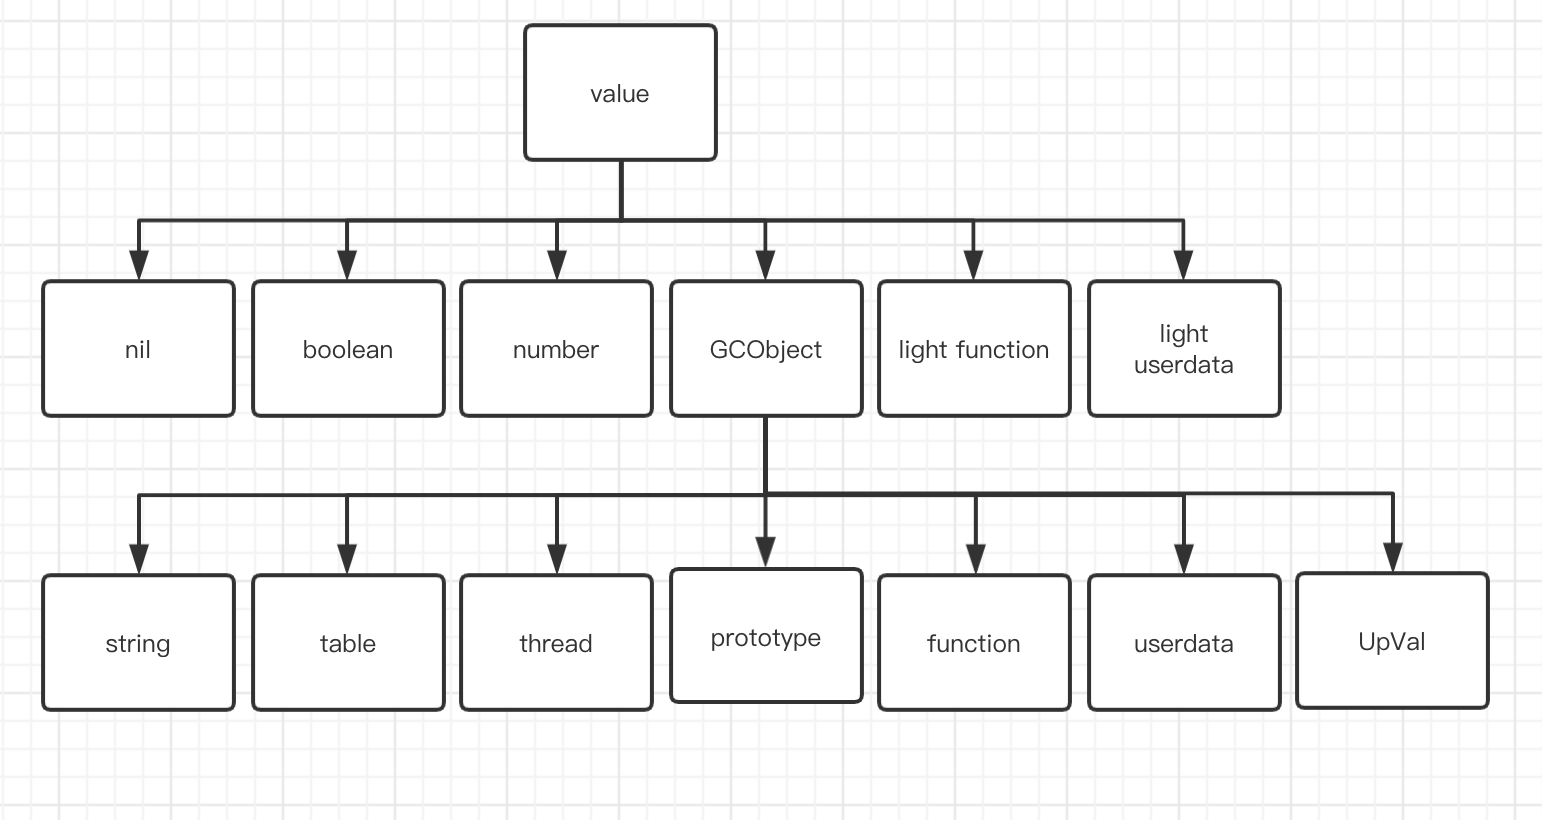 value
nil
boolean
number
GCObject
light function
light
userdata
string
table
thread
prototype
function
userdata
UpVal